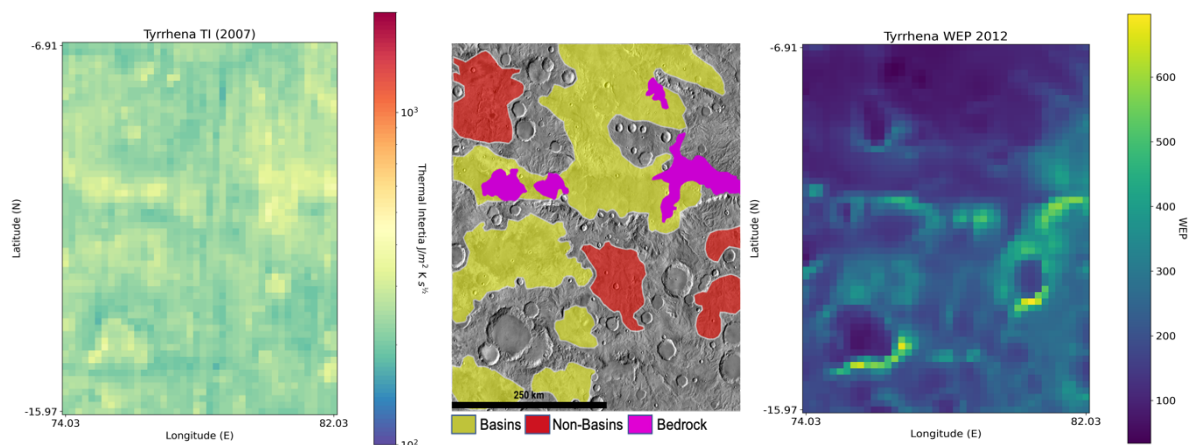 Tyrrhena TI (2007)
-6.91
Latitude (N)
-15.97
74.03
82.03
Longitude (E)
10³
10²
Thermal Intertia J/m² K s^½
250 km
Basins
Non-Basins
Bedrock
Tyrrhena WEP 2012
-6.91
Latitude (N)
-15.97
74.03
82.03
Longitude (E)
600
500
400
300
200
100
WEP